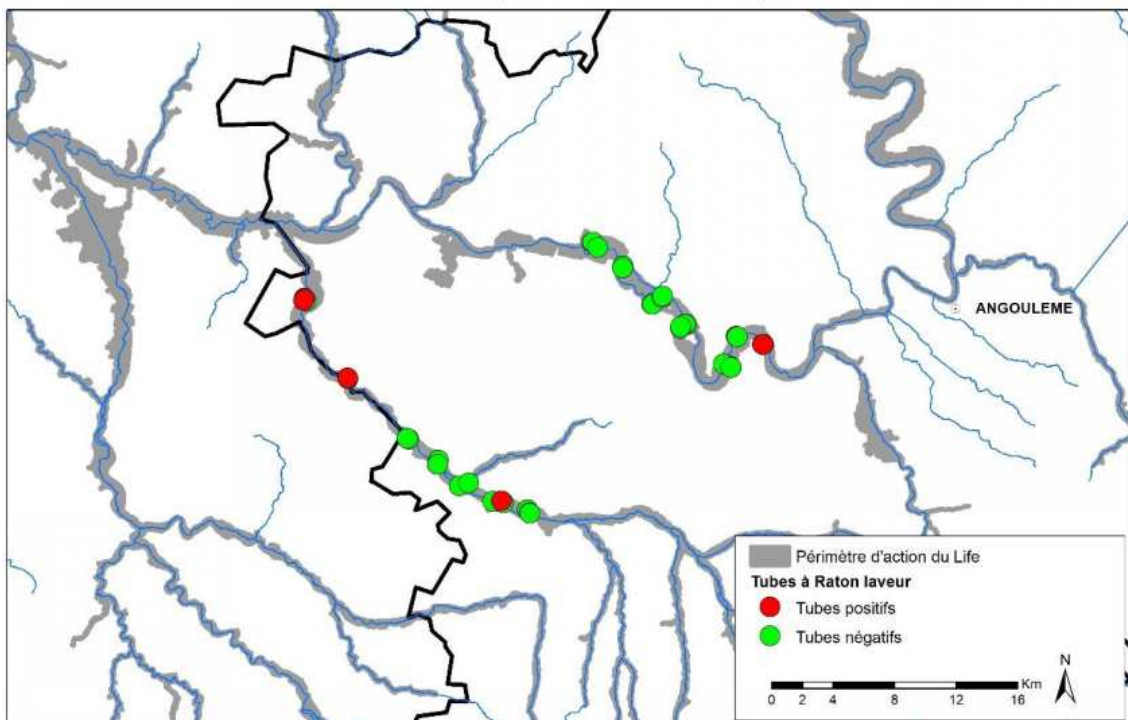 ANGOULEME
Périmètre d'action du Life
Tubes à Raton laveur
Tubes positifs
Tubes négatifs
N
Km
0 2 4 8 12 16